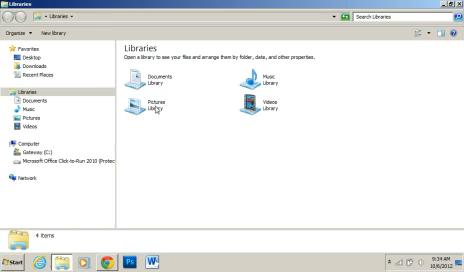 Libraries
Libraries
Search Libraries
Organize
New library
Favorites
Desktop
Downloads
Recent Places
Libraries
Documents
Music
Pictures
Videos
Computer
Gateway (C:)
Microsoft Office Click-to-Run 2010 (Protec
Network
Libraries
Open a library to see your files and arrange them by folder, date, and other properties.
Documents
Library
Music
Library
Pictures
Library
Videos
Library
4 items
Start
Ps
W
9:34 AM
10/6/2012